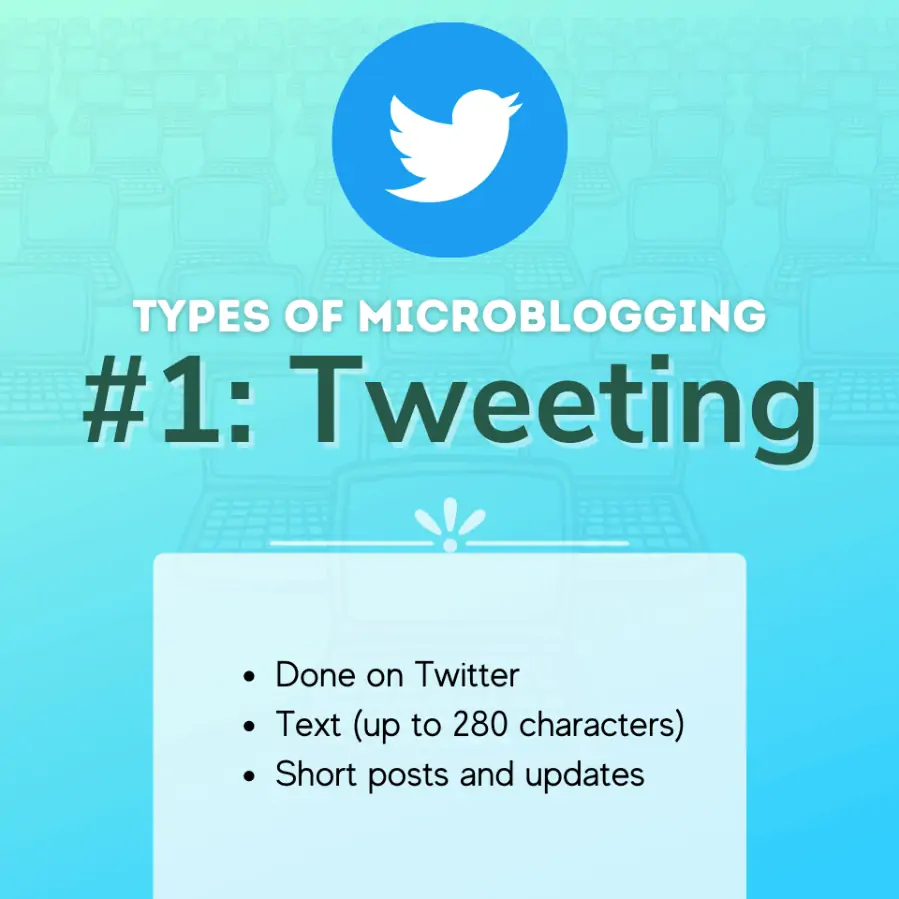 TYPES OF MICROBLOGGING
#1: Tweeting
• Done on Twitter
• Text (up to 280 characters)
• Short posts and updates